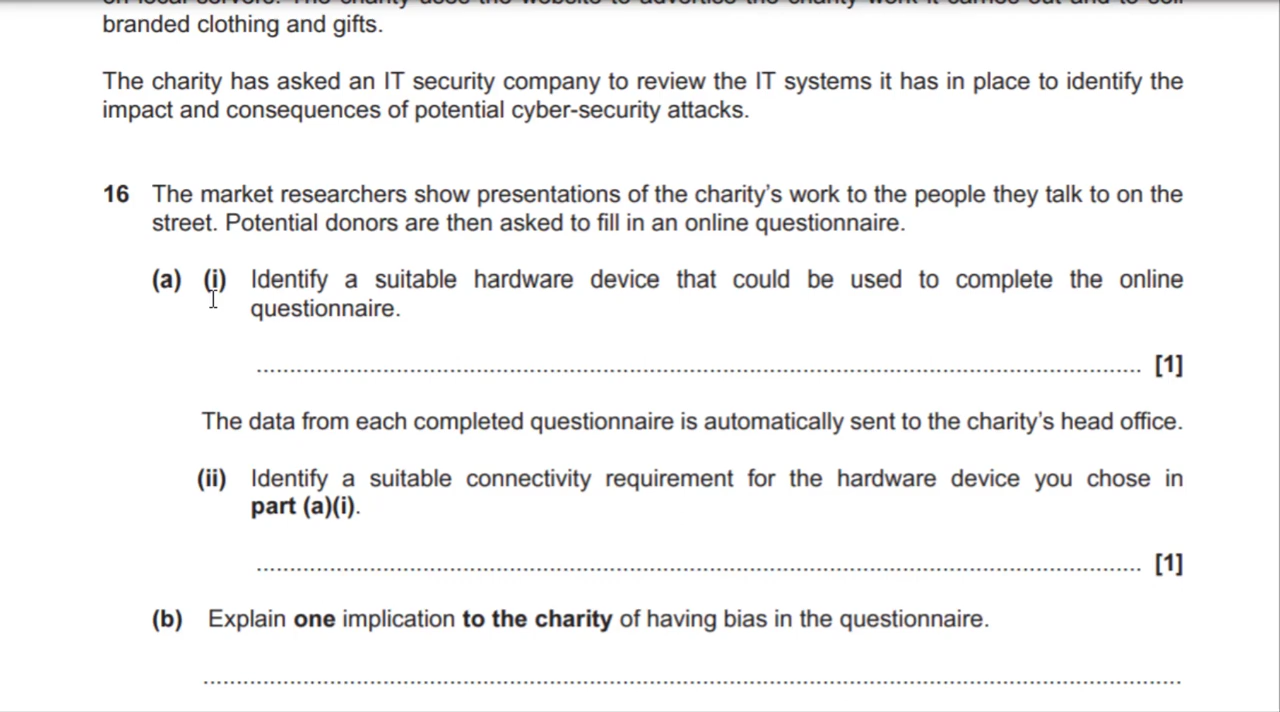 branded clothing and gifts.
The charity has asked an IT security company to review the IT systems it has in place to identify the
impact and consequences of potential cyber-security attacks.
16 The market researchers show presentations of the charity's work to the people they talk to on the
street. Potential donors are then asked to fill in an online questionnaire.
(a) (i) Identify a suitable hardware device that could be used to complete the online
questionnaire.
[1]
The data from each completed questionnaire is automatically sent to the charity's head office.
(ii) Identify a suitable connectivity requirement for the hardware device you chose in
part (a)(i).
[1]
(b) Explain one implication to the charity of having bias in the questionnaire.